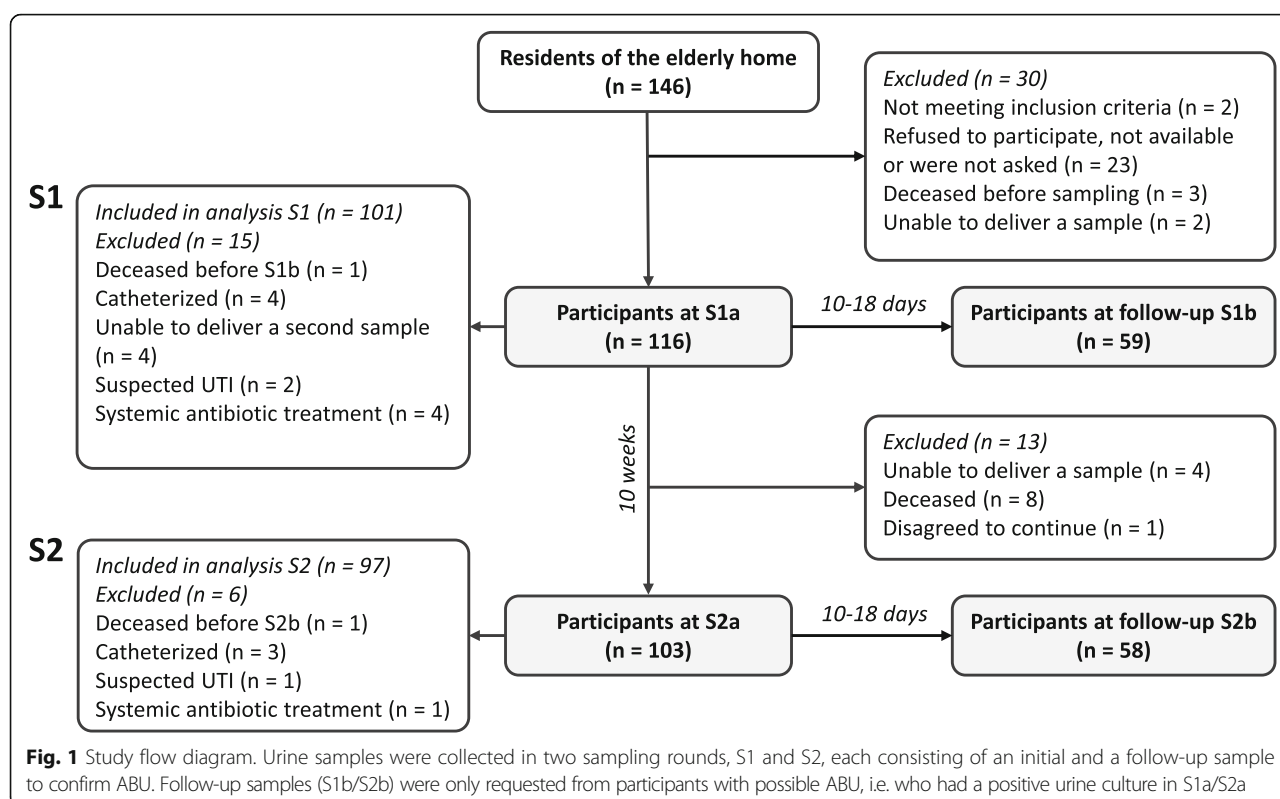 Residents of the elderly home
(n = 146)
Excluded (n = 30)
Not meeting inclusion criteria (n = 2)
Refused to participate, not available
or were not asked (n = 23)
Deceased before sampling (n = 3)
Unable to deliver a sample (n = 2)
S1
Included in analysis S1 (n = 101)
Excluded (n = 15)
Deceased before S1b (n = 1)
Catheterized (n = 4)
Unable to deliver a second sample
(n = 4)
Suspected UTI (n = 2)
Systemic antibiotic treatment (n = 4)
Participants at S1a
(n = 116)
10-18 days
Participants at follow-up S1b
(n = 59)
10 weeks
Excluded (n = 13)
Unable to deliver a sample (n = 4)
Deceased (n = 8)
Disagreed to continue (n = 1)
S2
Included in analysis S2 (n = 97)
Excluded (n = 6)
Deceased before S2b (n = 1)
Catheterized (n = 3)
Suspected UTI (n = 1)
Systemic antibiotic treatment (n = 1)
Participants at S2a
(n = 103)
10-18 days
Participants at follow-up S2b
(n = 58)
Fig. 1 Study flow diagram. Urine samples were collected in two sampling rounds, S1 and S2, each consisting of an initial and a follow-up sample
to confirm ABU. Follow-up samples (S1b/S2b) were only requested from participants with possible ABU, i.e. who had a positive urine culture in S1a/S2a